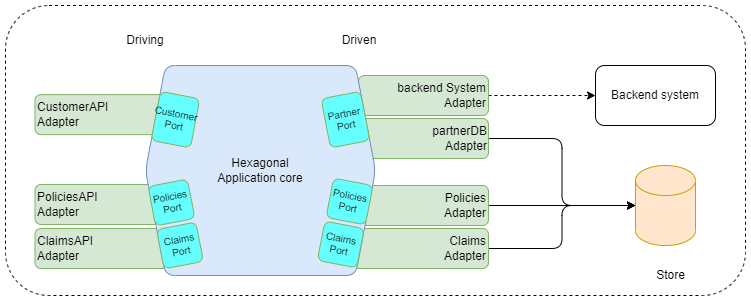 Driving
Driven
CustomerAPI
Adapter
Customer
Port
Partner
Port
backend System
Adapter
Backend system
partnerDB
Adapter
Hexagonal
Application core
PoliciesAPI
Adapter
Policies
Port
Policies
Port
Policies
Adapter
ClaimsAPI
Adapter
Claims
Port
Claims
Port
Claims
Adapter
Store